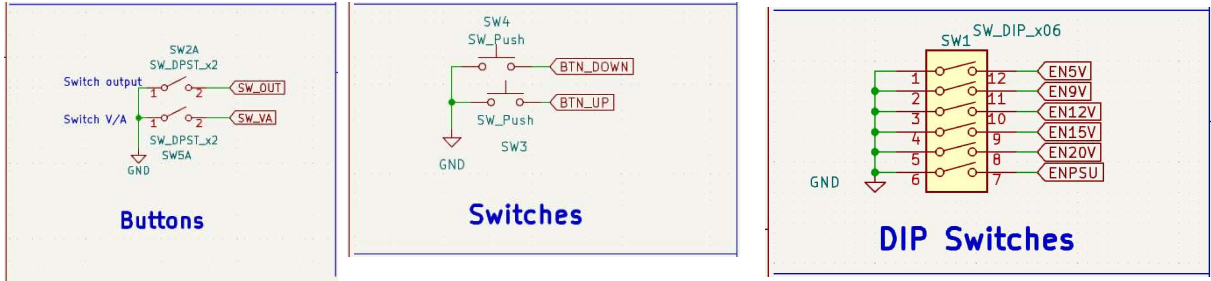 SW2A
SW_DPST_x2
Switch output
1 2
SW_OUT
Switch V/A
1 2
SW_VA
SW_DPST_x2
SW5A
GND
Buttons
SW4
SW_Push
BTN_DOWN
BTN_UP
SW_Push
SW3
GND
Switches
SW_DIP_x06
SW1
1 12 EN5V
2 11 EN9V
3 10 EN12V
4 9 EN15V
5 8 EN20V
6 7 ENPSU
GND
DIP Switches